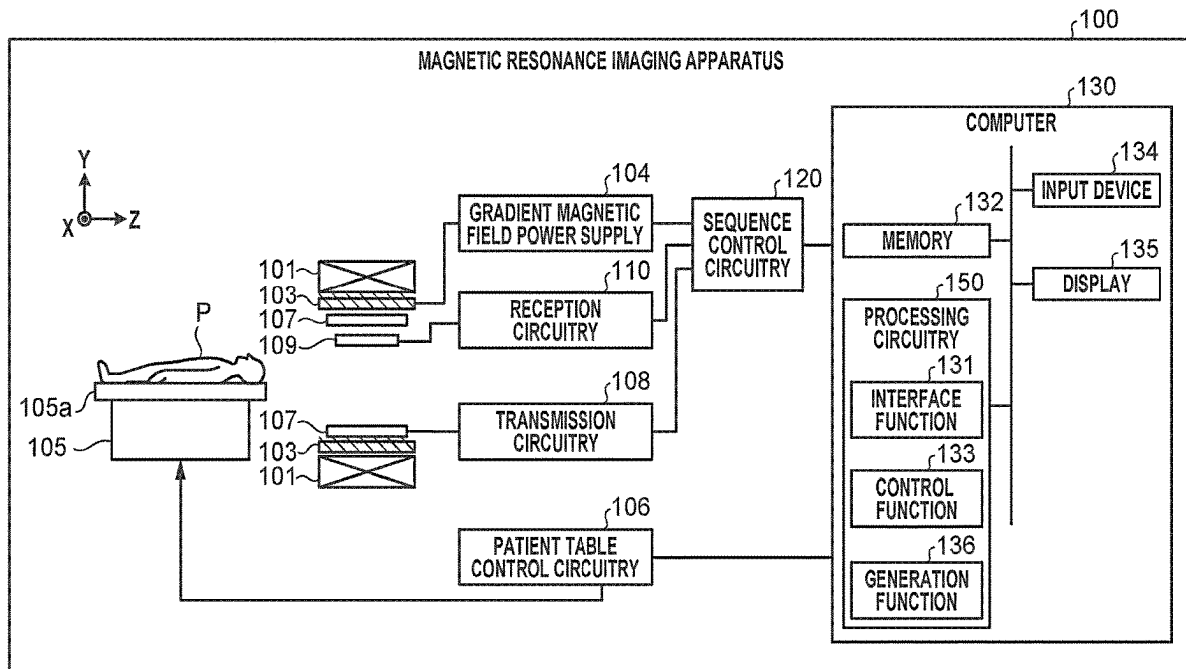 100
MAGNETIC RESONANCE IMAGING APPARATUS
130
COMPUTER
Y
X
Z
104
GRADIENT MAGNETIC
FIELD POWER SUPPLY
120
SEQUENCE
CONTROL
CIRCUITRY
134
INPUT DEVICE
132
MEMORY
135
DISPLAY
101
103
107
109
110
RECEPTION
CIRCUITRY
P
105a
105
108
TRANSMISSION
CIRCUITRY
107
103
101
150
PROCESSING
CIRCUITRY
131
INTERFACE
FUNCTION
133
CONTROL
FUNCTION
136
GENERATION
FUNCTION
106
PATIENT TABLE
CONTROL CIRCUITRY